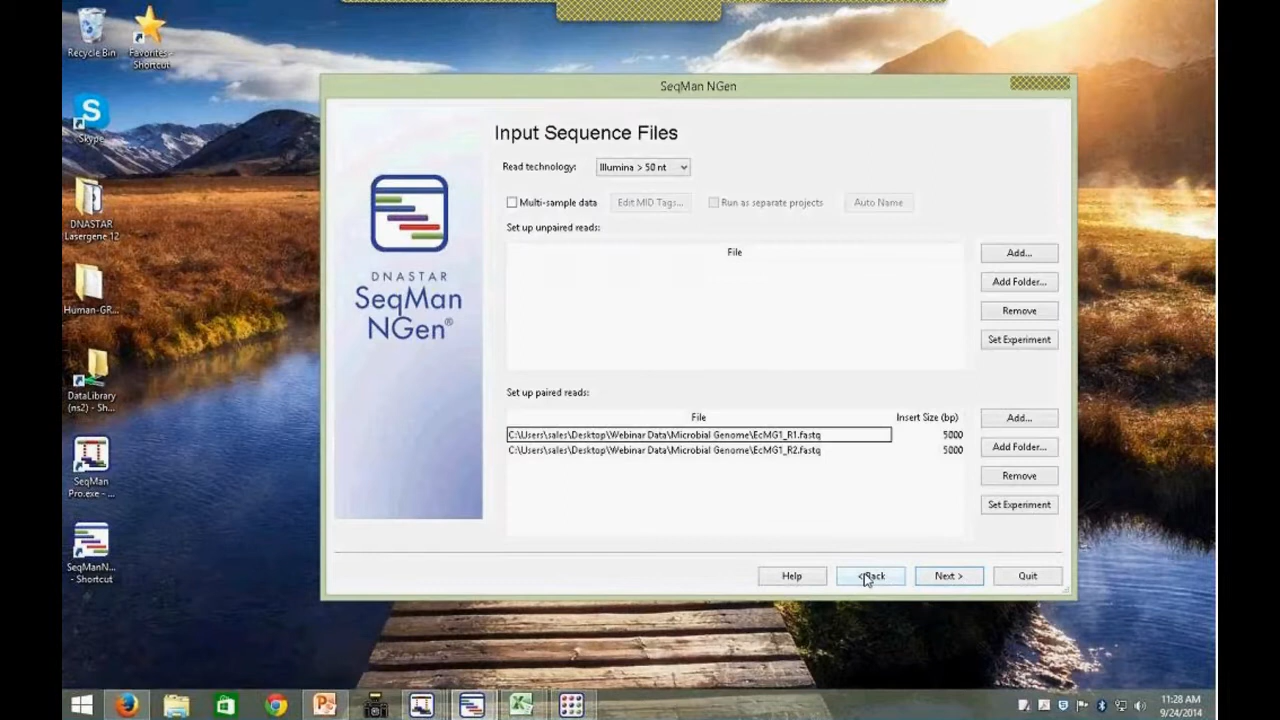 Recycle Bin
Favorites - Shortcut
Skype
DNASTAR Lasergene 12
Human-GR...
DataLibrary (ns2) - Sh...
SeqMan Pro.exe - ...
SeqManN... - Shortcut
SeqMan NGen
DNASTAR
SeqMan
NGen®
Input Sequence Files
Read technology: Illumina > 50 nt
Multi-sample data Edit MID Tags... Run as separate projects Auto Name
Set up unpaired reads:
File
Add...
Add Folder...
Remove
Set Experiment
Set up paired reads:
File Insert Size (bp)
C:\Users\sales\Desktop\Webinar Data\Microbial Genome\EcMG1_R1.fastq 5000
C:\Users\sales\Desktop\Webinar Data\Microbial Genome\EcMG1_R2.fastq 5000
Add...
Add Folder...
Remove
Set Experiment
Help < Back Next > Quit
11:28 AM
9/24/2014